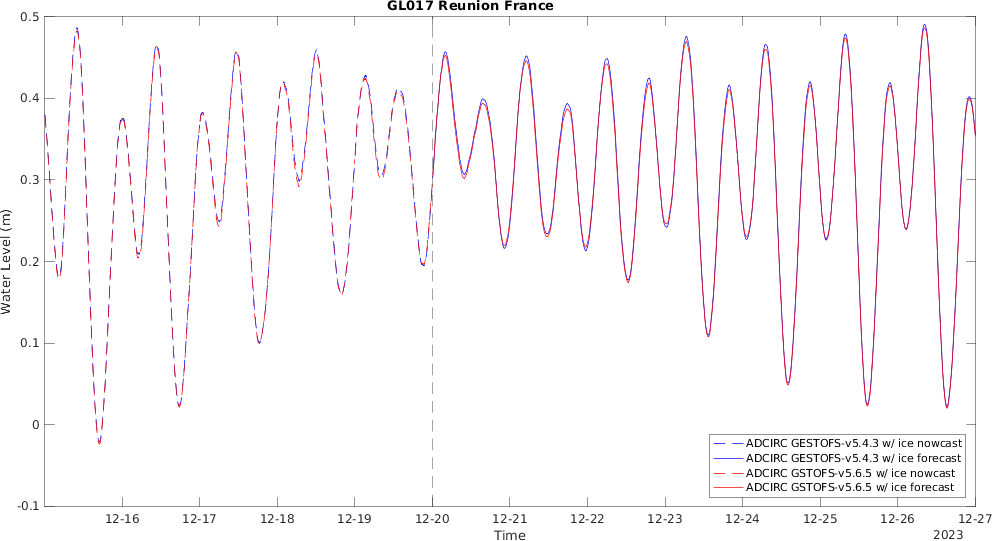 GL017 Reunion France
0.5
0.4
0.3
0.2
0.1
0
-0.1
Water Level (m)
12-16 12-17 12-18 12-19 12-20 12-21 12-22 12-23 12-24 12-25 12-26 12-27
Time
2023
ADCIRC GESTOFS-v5.4.3 w/ ice nowcast
ADCIRC GESTOFS-v5.4.3 w/ ice forecast
ADCIRC GSTOFS-v5.6.5 w/ ice nowcast
ADCIRC GSTOFS-v5.6.5 w/ ice forecast